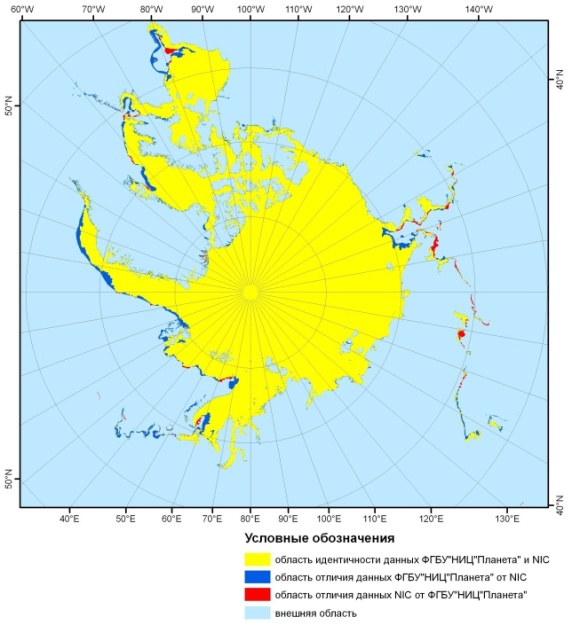 60°W 70°W 80°W 90°W 100°W 110°W 120°W 130°W 140°W
40°N
50°N
50°N
40°N
40°E 50°E 60°E 70°E 80°E 90°E 100°E 110°E 120°E 130°E
Условные обозначения
область идентичности данных ФГБУ"НИЦ"Планета" и NIC
область отличия данных ФГБУ"НИЦ"Планета" от NIC
область отличия данных NIC от ФГБУ"НИЦ"Планета"
внешняя область